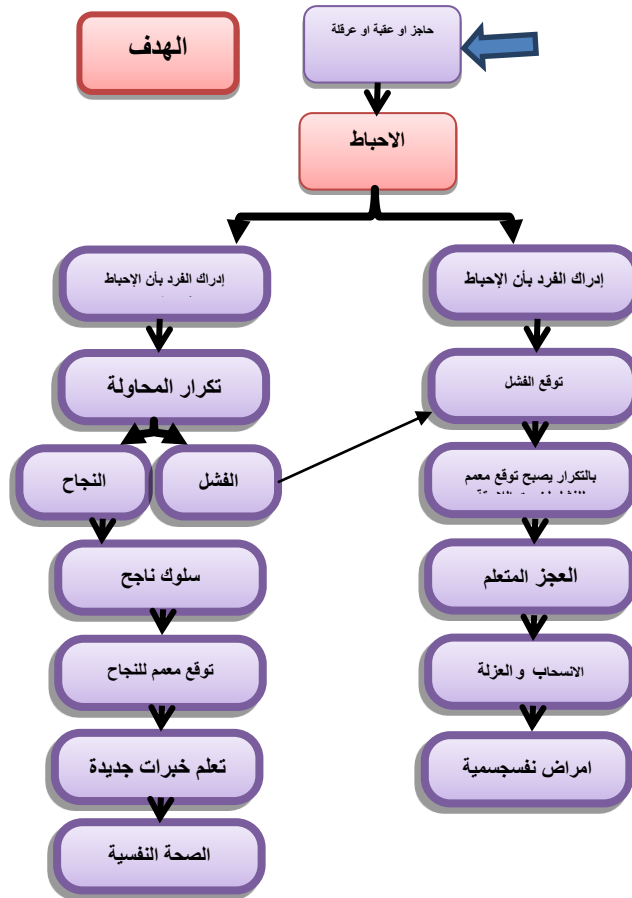 حاجز او عقبة او عرقلة
الهدف
الاحباط
إدراك الفرد بأن الإحباط
إدراك الفرد بأن الإحباط
توقع الفشل
تكرار المحاولة
بالتكرار يصبح توقع معمم
الفشل
النجاح
العجز المتعلم
سلوك ناجح
الانسحاب و العزلة
توقع معمم للنجاح
امراض نفسجسمية
تعلم خبرات جديدة
الصحة النفسية